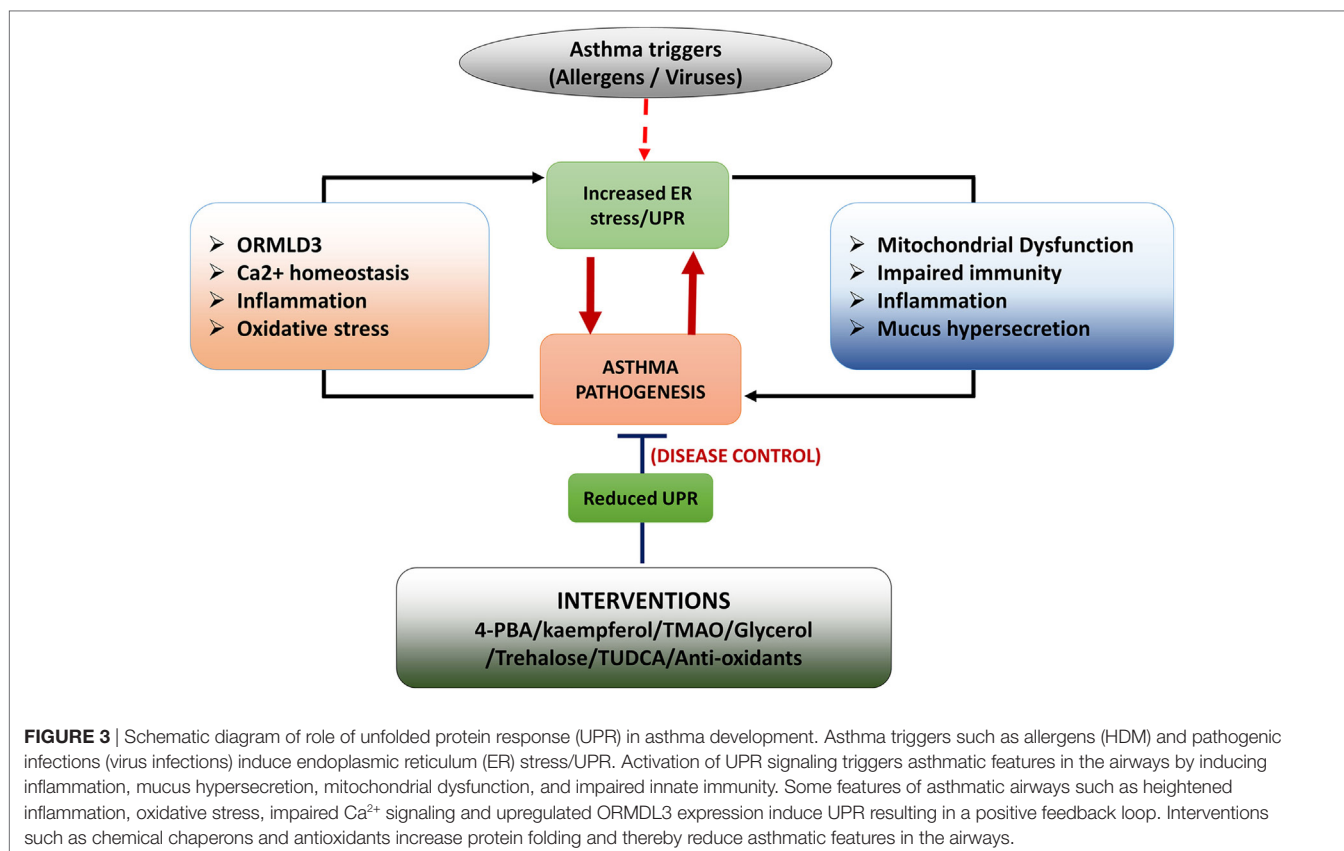 Asthma triggers
(Allergens / Viruses)
Increased ER
stress/UPR
➢ ORMLD3
➢ Ca2+ homeostasis
➢ Inflammation
➢ Oxidative stress
➢ Mitochondrial Dysfunction
➢ Impaired immunity
➢ Inflammation
➢ Mucus hypersecretion
ASTHMA
PATHOGENESIS
(DISEASE CONTROL)
Reduced UPR
INTERVENTIONS
4-PBA/kaempferol/TMAO/Glycerol
/Trehalose/TUDCA/Anti-oxidants
FIGURE 3 | Schematic diagram of role of unfolded protein response (UPR) in asthma development. Asthma triggers such as allergens (HDM) and pathogenic
infections (virus infections) induce endoplasmic reticulum (ER) stress/UPR. Activation of UPR signaling triggers asthmatic features in the airways by inducing
inflammation, mucus hypersecretion, mitochondrial dysfunction, and impaired innate immunity. Some features of asthmatic airways such as heightened
inflammation, oxidative stress, impaired Ca²⁺ signaling and upregulated ORMDL3 expression induce UPR resulting in a positive feedback loop. Interventions
such as chemical chaperons and antioxidants increase protein folding and thereby reduce asthmatic features in the airways.